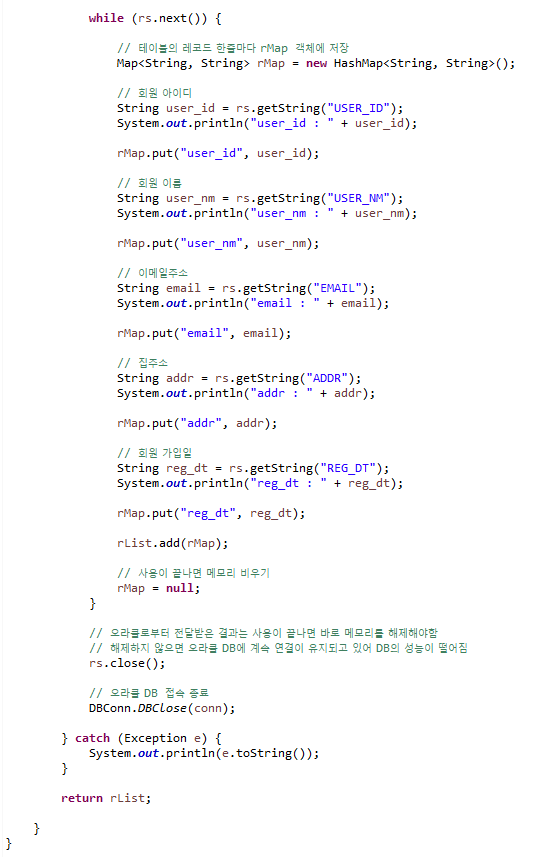 while (rs.next()) {
// 테이블의 레코드 한줄마다 rMap 객체에 저장
Map<String, String> rMap = new HashMap<String, String>();
// 회원 아이디
String user_id = rs.getString("USER_ID");
System.out.println("user_id : " + user_id);
rMap.put("user_id", user_id);
// 회원 이름
String user_nm = rs.getString("USER_NM");
System.out.println("user_nm : " + user_nm);
rMap.put("user_nm", user_nm);
// 이메일주소
String email = rs.getString("EMAIL");
System.out.println("email : " + email);
rMap.put("email", email);
// 집주소
String addr = rs.getString("ADDR");
System.out.println("addr : " + addr);
rMap.put("addr", addr);
// 회원 가입일
String reg_dt = rs.getString("REG_DT");
System.out.println("reg_dt : " + reg_dt);
rMap.put("reg_dt", reg_dt);
rList.add(rMap);
// 사용이 끝나면 메모리 비우기
rMap = null;
}
// 오라클로부터 전달받은 결과는 사용이 끝나면 바로 메모리를 해제해야함
// 해제하지 않으면 오라클 DB에 계속 연결이 유지되고 있어 DB의 성능이 떨어짐
rs.close();
// 오라클 DB 접속 종료
DBConn.DBClose(conn);
} catch (Exception e) {
System.out.println(e.toString());
}
return rList;
}
}